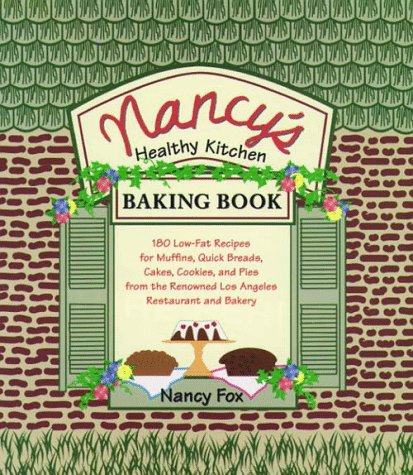 Nancy's
Healthy Kitchen
BAKING BOOK
180 Low-Fat Recipes
for Muffins, Quick Breads,
Cakes, Cookies, and Pies
from the Renowned Los Angeles
Restaurant and Bakery
Nancy Fox